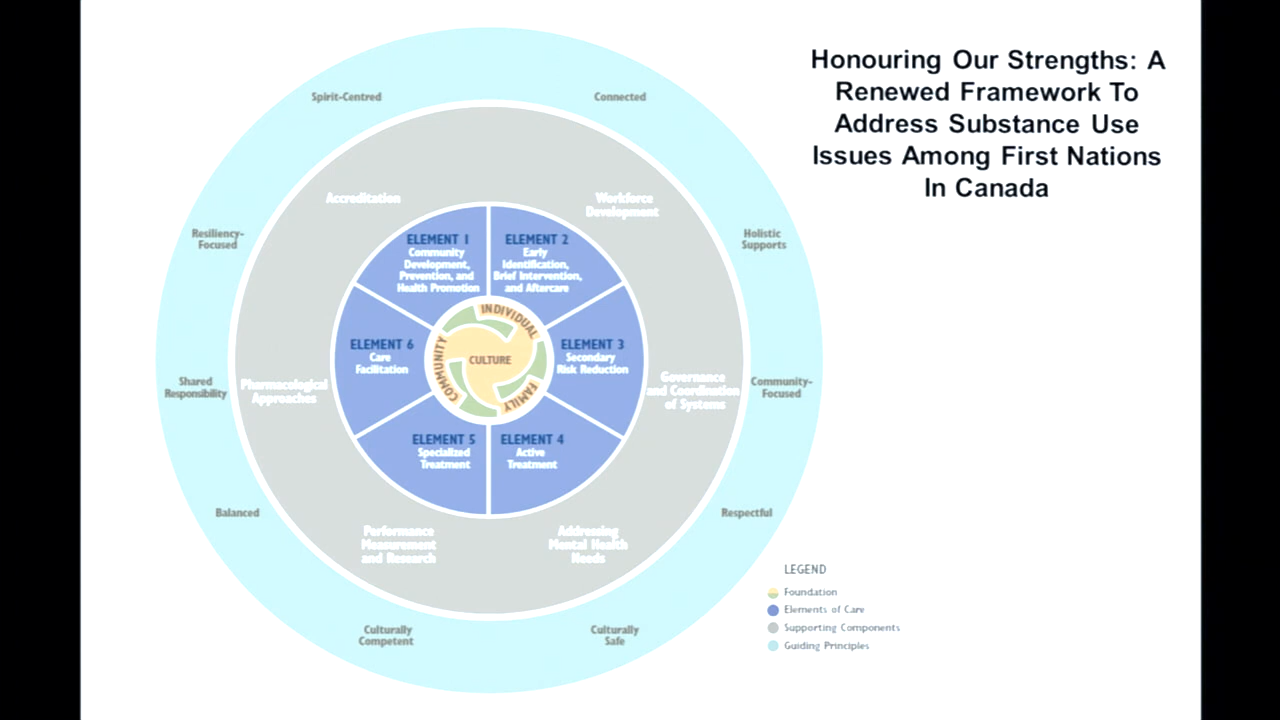 Honouring Our Strengths: A
Renewed Framework To
Address Substance Use
Issues Among First Nations
In Canada
Spirit-Centred
Connected
Accreditation
Workforce
Development
Resiliency-
Focused
Holistic
Supports
ELEMENT 1
Community
Development,
Prevention, and
Health Promotion
ELEMENT 2
Early
Identification,
Brief Intervention,
and Aftercare
INDIVIDUAL
ELEMENT 6
Care
Facilitation
COMMUNITY
CULTURE
FAMILY
ELEMENT 3
Secondary
Risk Reduction
Shared
Responsibility
Pharmacological
Approaches
Governance
and Coordination
of Systems
Community-
Focused
ELEMENT 5
Specialized
Treatment
ELEMENT 4
Active
Treatment
Balanced
Respectful
Performance
Measurement
and Research
Addressing
Mental Health
Needs
Culturally
Competent
Culturally
Safe
LEGEND
Foundation
Elements of Care
Supporting Components
Guiding Principles